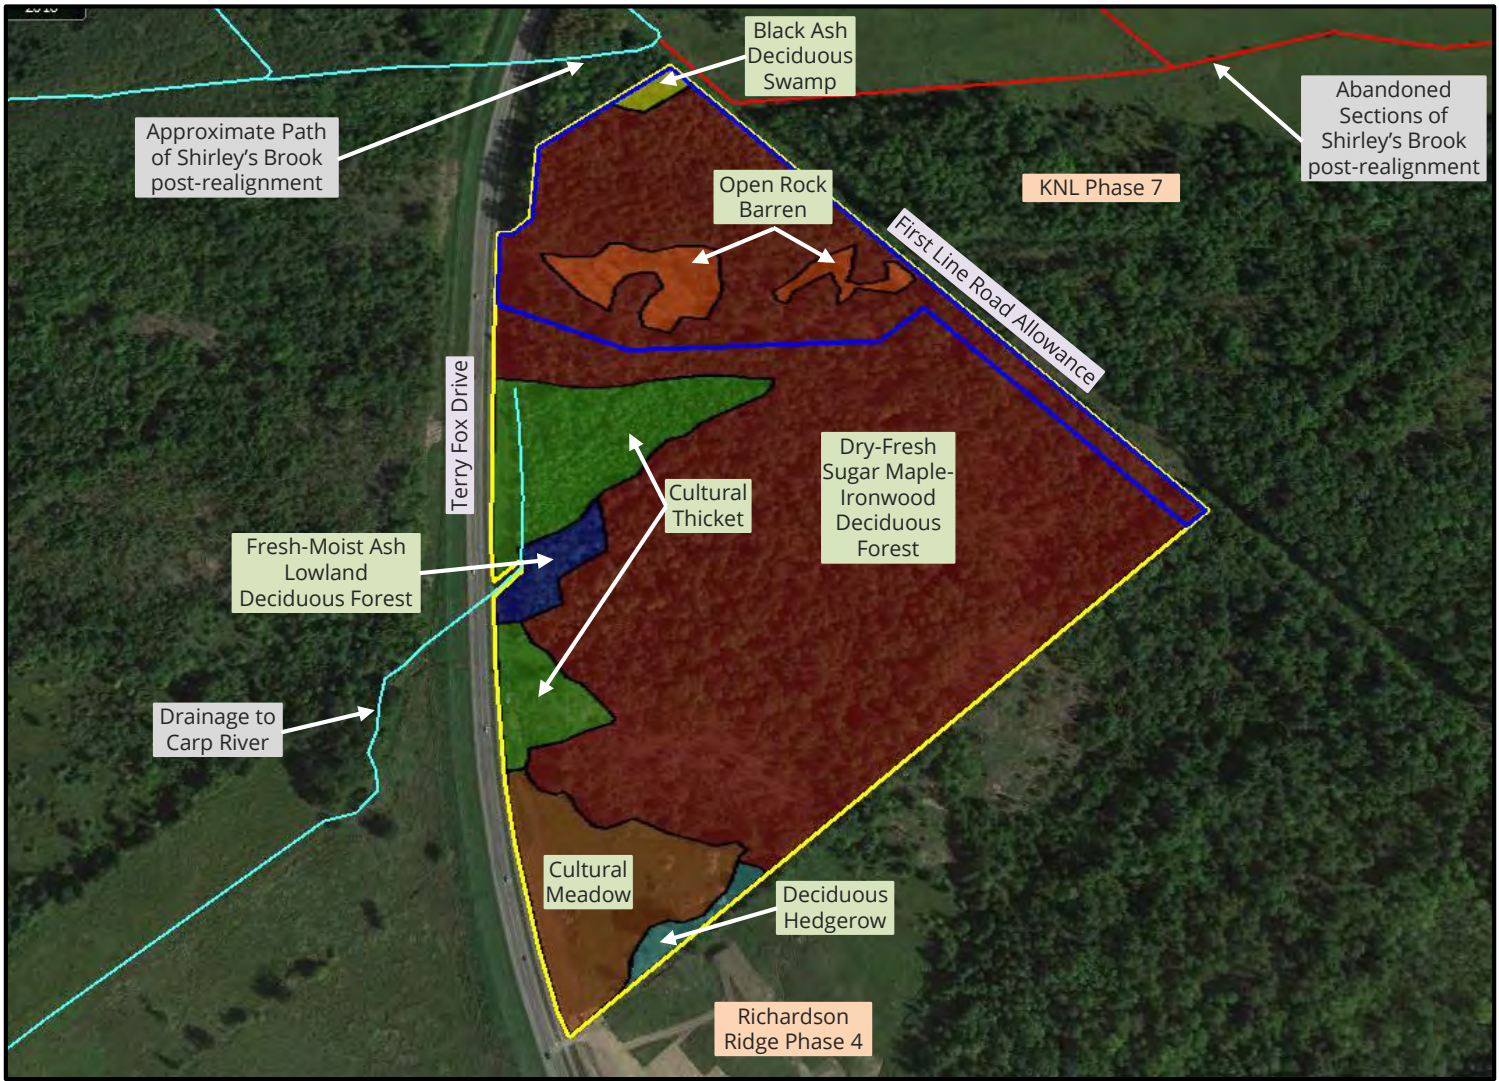 Black Ash
Deciduous
Swamp
Approximate Path
of Shirley's Brook
post-realignment
Abandoned
Sections of
Shirley's Brook
post-realignment
KNL Phase 7
Open Rock
Barren
First Line Road Allowance
Terry Fox Drive
Cultural
Thicket
Dry-Fresh
Sugar Maple-
Ironwood
Deciduous
Forest
Fresh-Moist Ash
Lowland
Deciduous Forest
Drainage to
Carp River
Cultural
Meadow
Deciduous
Hedgerow
Richardson
Ridge Phase 4